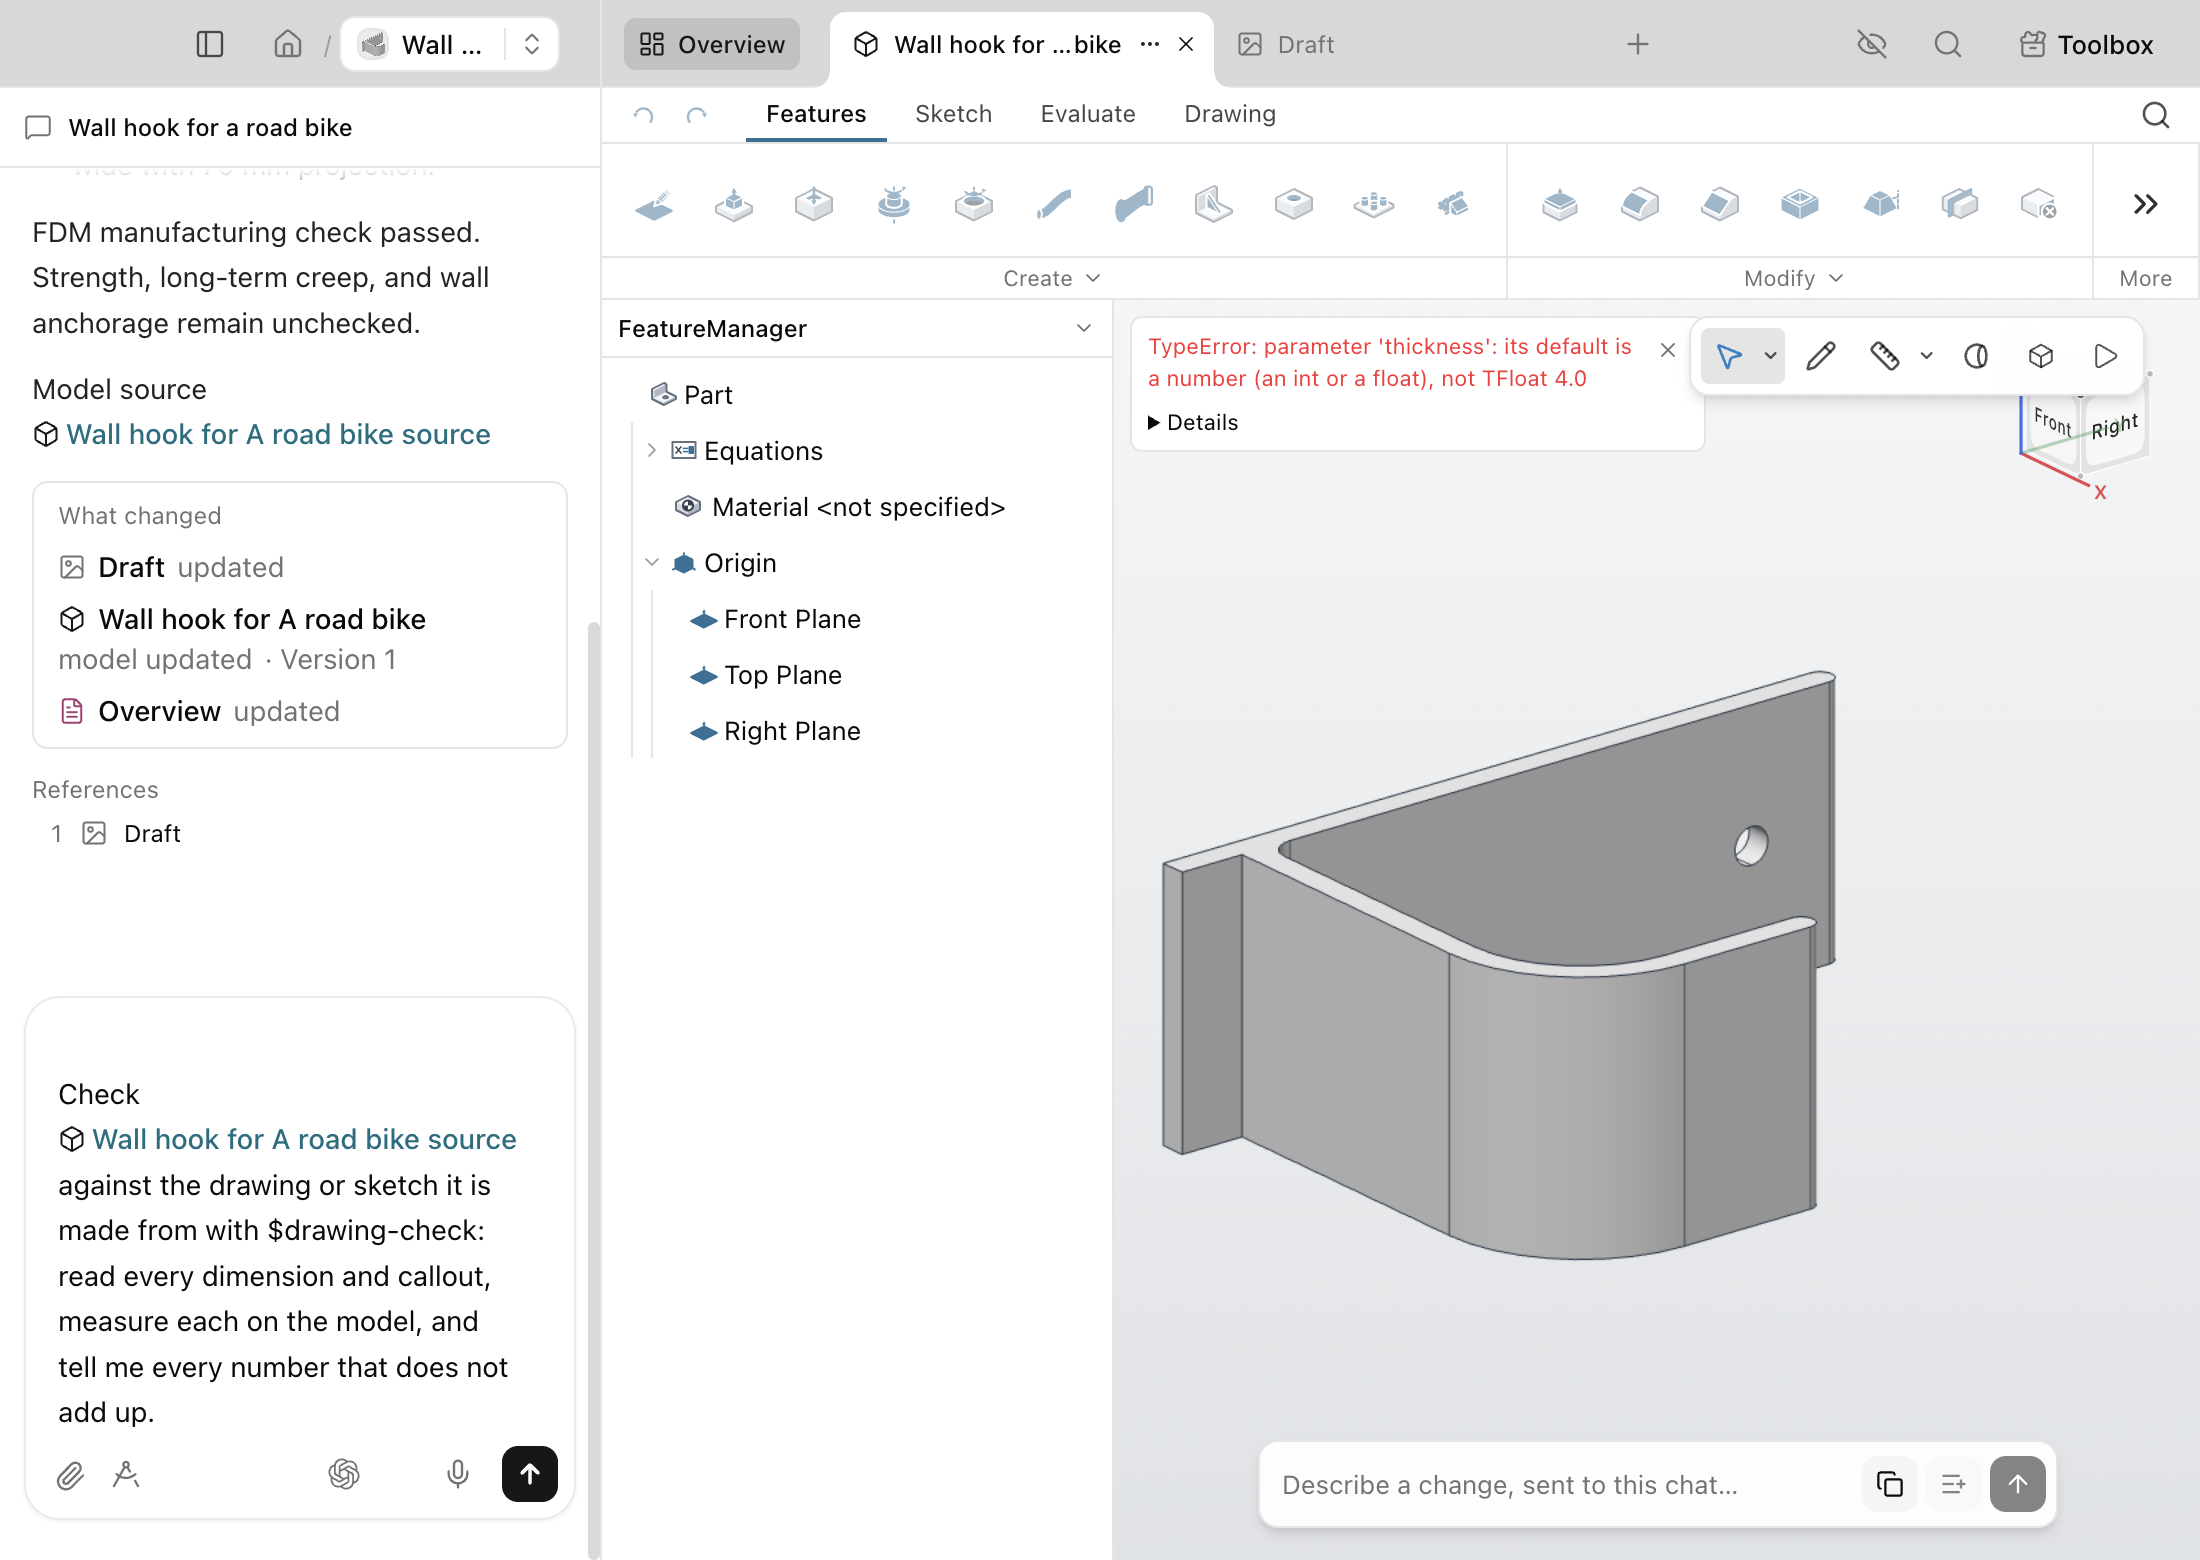 Wall ...
Overview
Wall hook for ...bike
Draft
Toolbox
Wall hook for a road bike
Features
Sketch
Evaluate
Drawing
wide with 70 mm projection.
FDM manufacturing check passed.
Strength, long-term creep, and wall
anchorage remain unchecked.
Model source
Wall hook for A road bike source
What changed
Draft updated
Wall hook for A road bike
model updated · Version 1
Overview updated
References
1 Draft
Check
Wall hook for A road bike source
against the drawing or sketch it is
made from with $drawing-check:
read every dimension and callout,
measure each on the model, and
tell me every number that does not
add up.
Create
Modify
More
FeatureManager
Part
Equations
Material <not specified>
Origin
Front Plane
Top Plane
Right Plane
TypeError: parameter 'thickness': its default is
a number (an int or a float), not TFloat 4.0
Details
Front
Right
X
Describe a change, sent to this chat...